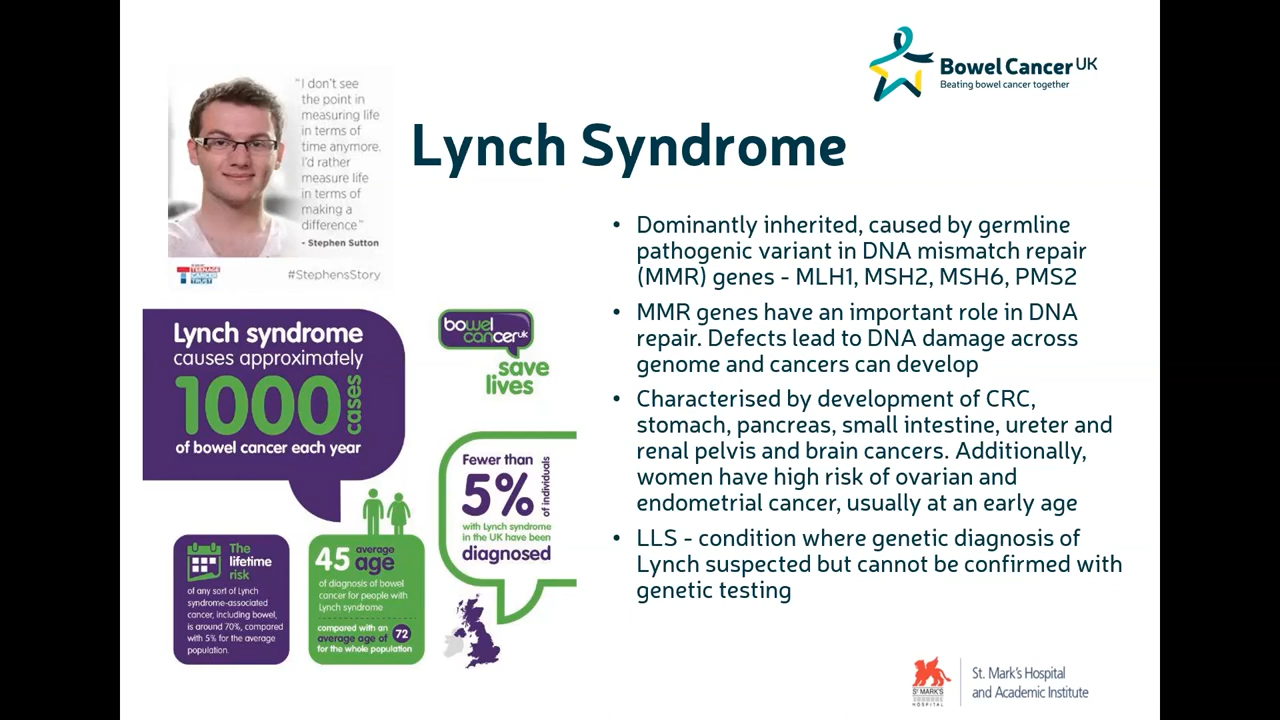 Bowel Cancer UK
Beating bowel cancer together
"I don't see
the point in
measuring life
in terms of
time anymore.
I'd rather
measure life
in terms of
making a
difference"
- Stephen Sutton
TEENAGE
CANCER
TRUST
#StephensStory
Lynch Syndrome
• Dominantly inherited, caused by germline
pathogenic variant in DNA mismatch repair
(MMR) genes - MLH1, MSH2, MSH6, PMS2
• MMR genes have an important role in DNA
repair. Defects lead to DNA damage across
genome and cancers can develop
• Characterised by development of CRC,
stomach, pancreas, small intestine, ureter and
renal pelvis and brain cancers. Additionally,
women have high risk of ovarian and
endometrial cancer, usually at an early age
• LLS - condition where genetic diagnosis of
Lynch suspected but cannot be confirmed with
genetic testing
Lynch syndrome
causes approximately
1000 cases
of bowel cancer each year
bowel
cancer uk
save
lives
Fewer than
5% of individuals
with Lynch syndrome
in the UK have been
diagnosed
The
lifetime
risk
of any sort of Lynch
syndrome-associated
cancer, including bowel,
is around 70%, compared
with 5% for the average
population.
45 average
age
of diagnosis of bowel
cancer for people with
Lynch syndrome
compared with an
average age of 72
for the whole population
ST MARK'S
HOSPITAL
St. Mark's Hospital
and Academic Institute